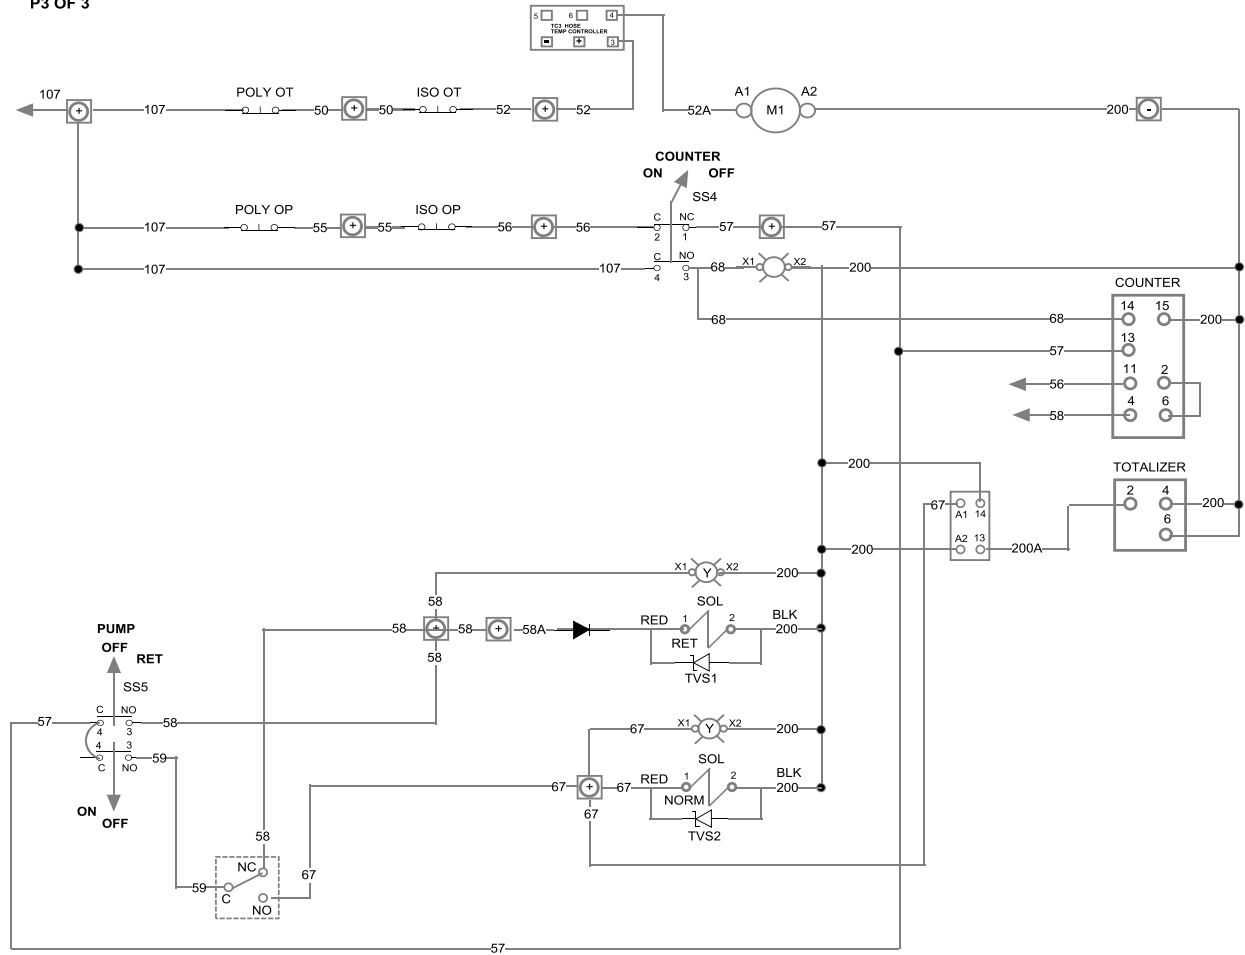 P3 OF 3
5 6 4
TC3 HOSE
TEMP CONTROLLER
- + 3
107 POLY OT ISO OT A1 A2
+ 107 50 + 50 52 + 52 52A M1 200 -
COUNTER
ON OFF
SS4
POLY OP ISO OP C NC
107 55 + 55 56 + 56 57 + 57
2 1
C NO
107 107 68 X1 X2 200
4 3
COUNTER
14 15
68 68 200
13
57
11 2
56
4 6
58
200 TOTALIZER
2 4
67 200
A1 14 6
A2 13
200 200A
X1 Y X2 200
58 SOL
58 + 58 + 58A RED 1 2 BLK
200
RET
58 TVS1
PUMP
OFF
RET
SS5
57 C NO 58
4 3
4 3
C NO 59
ON
OFF
67 X1 Y X2 200
SOL
67 + 67 RED 1 2 BLK
200
NORM
67 TVS2
58
NC 67
59
C
NO
57